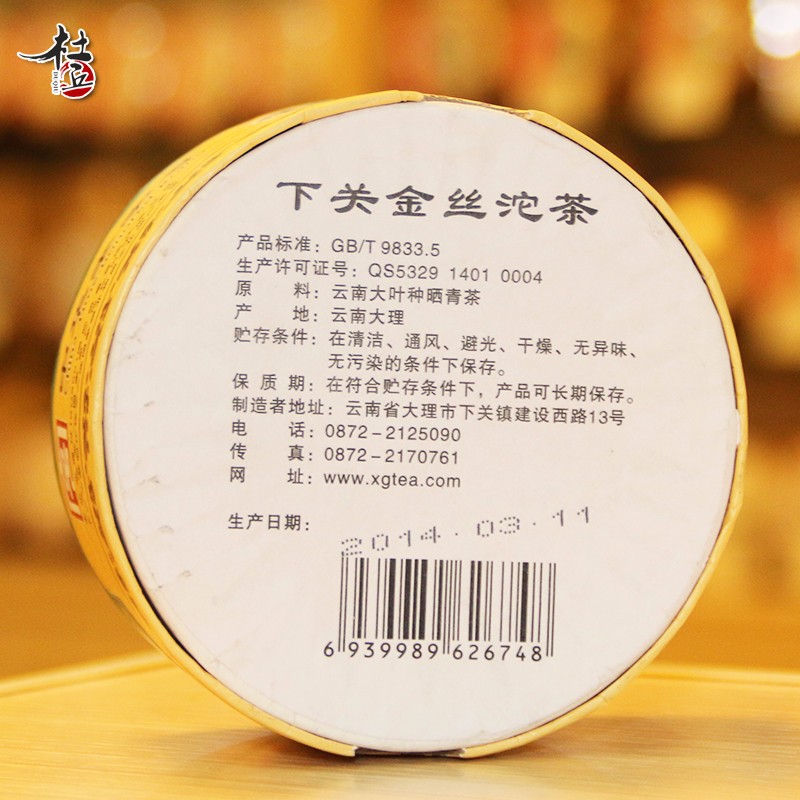 杜
下关金丝沱茶
产品标准：GB/T 9833.5
生产许可证号：QS5329 1401 0004
原　　料：云南大叶种晒青茶
产　　地：云南大理
贮存条件：在清洁、通风、避光、干燥、无异味、
无污染的条件下保存。
保 质 期：在符合贮存条件下，产品可长期保存。
制造者地址：云南省大理市下关镇建设西路13号
电　　话：0872－2125090
传　　真：0872－2170761
网　　址：www.xgtea.com
生产日期：2014.03.11
6 939989 626748